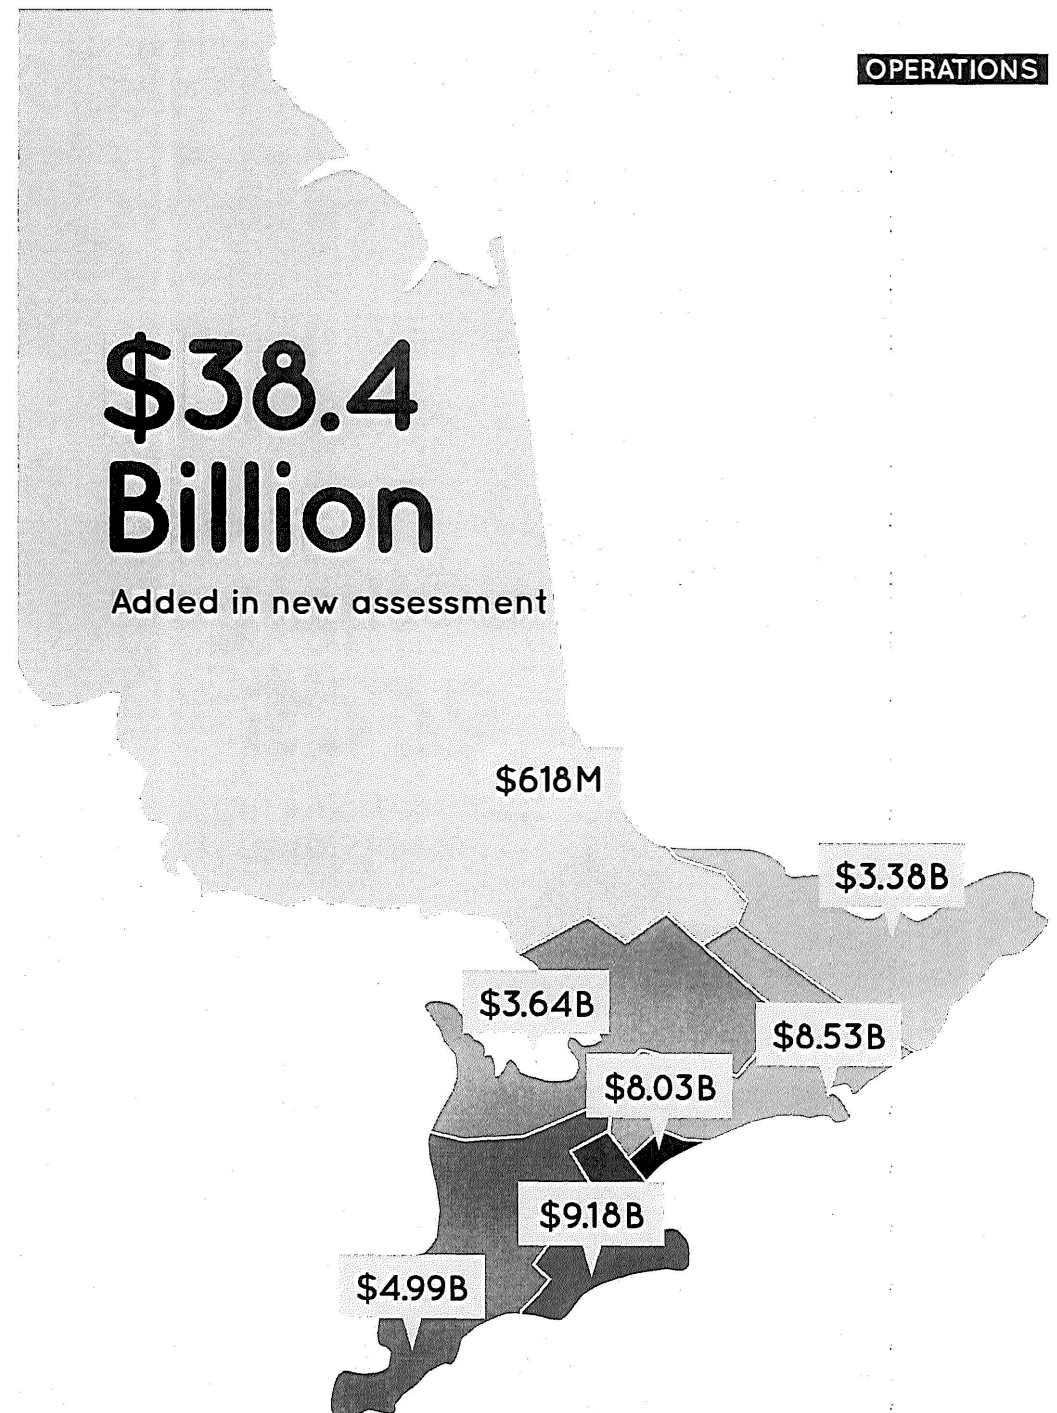 OPERATIONS
$38.4
Billion
Added in new assessment
$618M
$3.38B
$3.64B
$8.53B
$8.03B
$9.18B
$4.99B